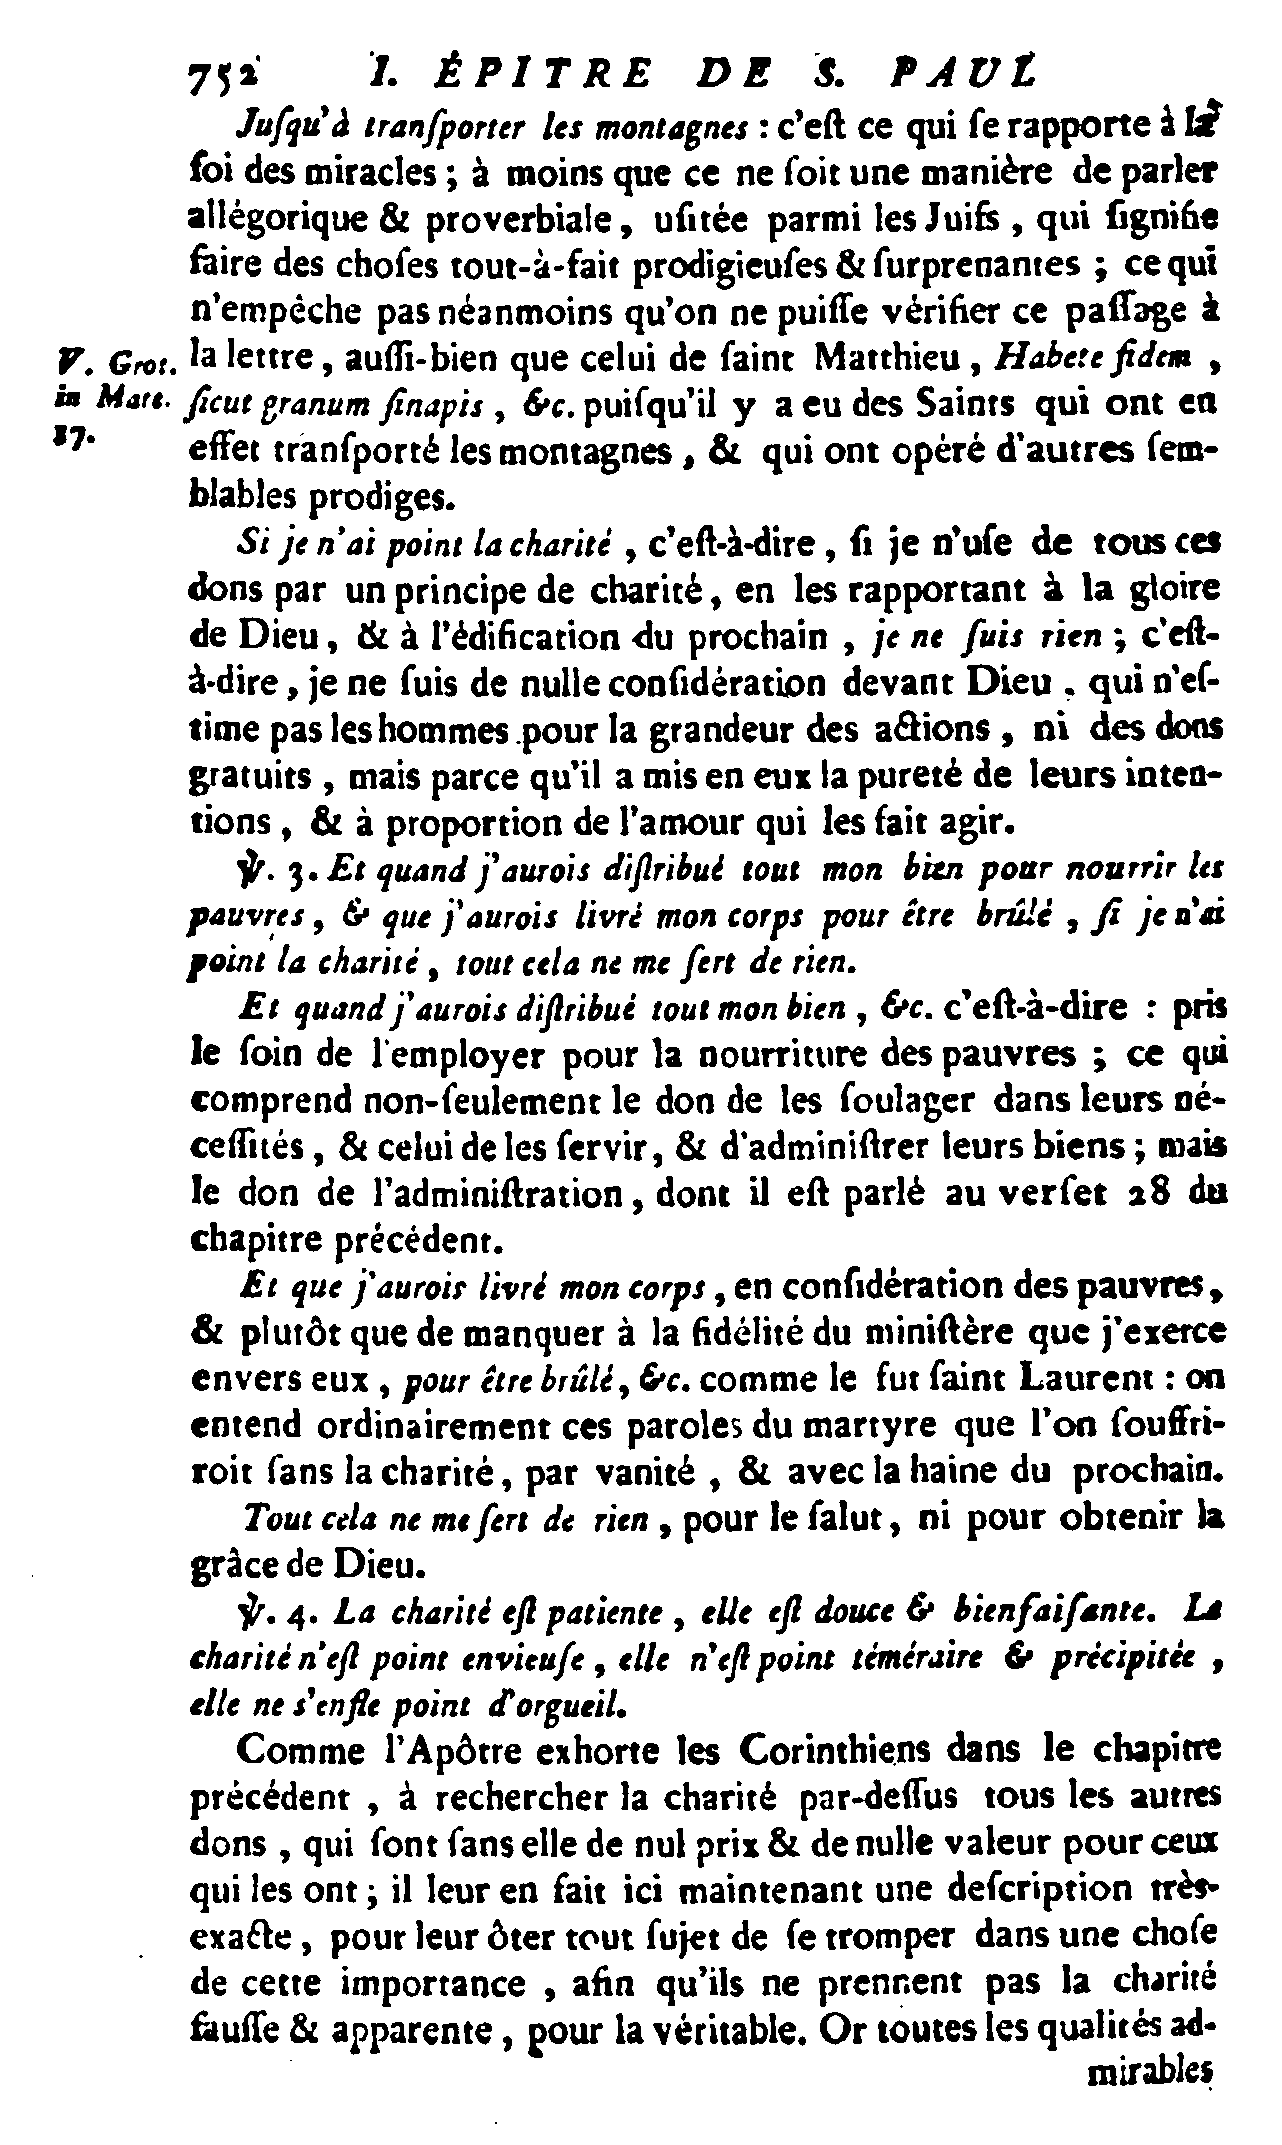 752 I. ÉPITRE DE S. PAUL
Juſqu'à tranſporter les montagnes : c'eſt ce qui ſe rapporte à la
foi des miracles ; à moins que ce ne ſoit une manière de parler
allégorique & proverbiale, uſitée parmi les Juifs, qui ſignifie
faire des choſes tout-à-fait prodigieuſes & ſurprenantes ; ce qui
n'empêche pas néanmoins qu'on ne puiſſe vérifier ce paſſage à
la lettre, auſſi-bien que celui de ſaint Matthieu, Habete fidem,
V. Grot.
in Matt.
17.
ſicut granum ſinapis, &c. puiſqu'il y a eu des Saints qui ont en
effet tranſporté les montagnes, & qui ont opéré d'autres ſem-
blables prodiges.
Si je n'ai point la charité, c'eſt-à-dire, ſi je n'uſe de tous ces
dons par un principe de charité, en les rapportant à la gloire
de Dieu, & à l'édification du prochain, je ne ſuis rien ; c'eſt-
à-dire, je ne ſuis de nulle conſidération devant Dieu, qui n'eſ-
time pas les hommes pour la grandeur des actions, ni des dons
gratuits, mais parce qu'il a mis en eux la pureté de leurs inten-
tions, & à proportion de l'amour qui les fait agir.
℣. 3. Et quand j'aurois diſtribué tout mon bien pour nourrir les
pauvres, & que j'aurois livré mon corps pour être brûlé, ſi je n'ai
point la charité, tout cela ne me ſert de rien.
Et quand j'aurois diſtribué tout mon bien, &c. c'eſt-à-dire : pris
le ſoin de l'employer pour la nourriture des pauvres ; ce qui
comprend non-ſeulement le don de les ſoulager dans leurs né-
ceſſités, & celui de les ſervir, & d'adminiſtrer leurs biens ; mais
le don de l'adminiſtration, dont il eſt parlé au verſet 28 du
chapitre précédent.
Et que j'aurois livré mon corps, en conſidération des pauvres,
& plutôt que de manquer à la fidélité du miniſtère que j'exerce
envers eux, pour être brûlé, &c. comme le fut ſaint Laurent : on
entend ordinairement ces paroles du martyre que l'on ſouffri-
roit ſans la charité, par vanité, & avec la haine du prochain.
Tout cela ne me ſert de rien, pour le ſalut, ni pour obtenir la
grâce de Dieu.
℣. 4. La charité eſt patiente, elle eſt douce & bienfaiſante. La
charité n'eſt point envieuſe, elle n'eſt point téméraire & précipitée,
elle ne s'enfle point d'orgueil.
Comme l'Apôtre exhorte les Corinthiens dans le chapitre
précédent, à rechercher la charité par-deſſus tous les autres
dons, qui ſont ſans elle de nul prix & de nulle valeur pour ceux
qui les ont ; il leur en fait ici maintenant une deſcription très-
exacte, pour leur ôter tout ſujet de ſe tromper dans une choſe
de cette importance, afin qu'ils ne prennent pas la charité
fauſſe & apparente, pour la véritable. Or toutes les qualités ad-
mirables